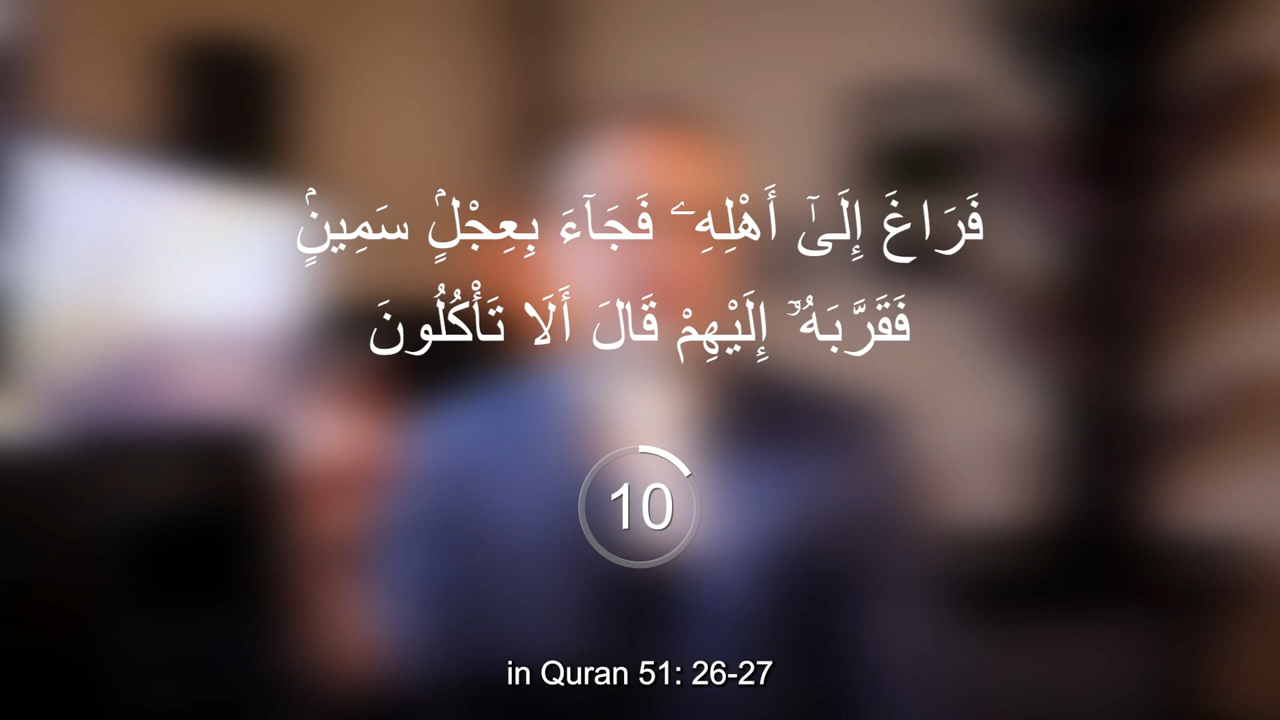 فَرَاغَ إِلَىٰٓ أَهْلِهِۦ فَجَآءَ بِعِجْلٍۢ سَمِينٍۢ
فَقَرَّبَهُۥٓ إِلَيْهِمْ قَالَ أَلَا تَأْكُلُونَ
10
in Quran 51: 26-27